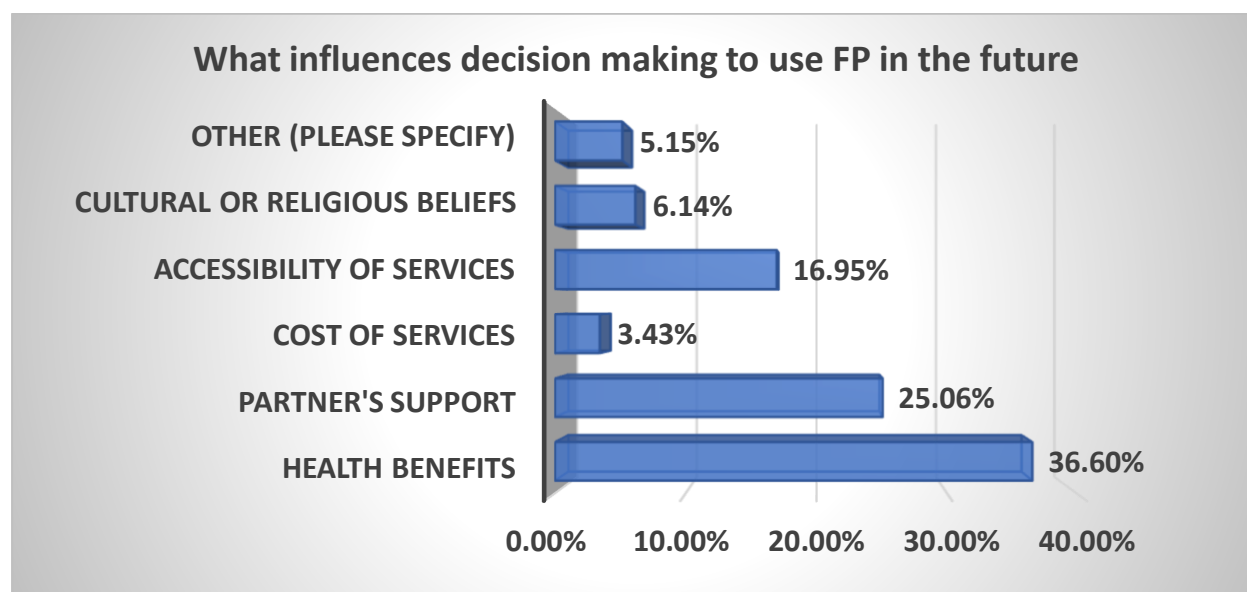 What influences decision making to use FP in the future
OTHER (PLEASE SPECIFY)
5.15%
CULTURAL OR RELIGIOUS BELIEFS
6.14%
ACCESSIBILITY OF SERVICES
16.95%
COST OF SERVICES
3.43%
PARTNER'S SUPPORT
25.06%
HEALTH BENEFITS
36.60%
0.00% 10.00% 20.00% 30.00% 40.00%